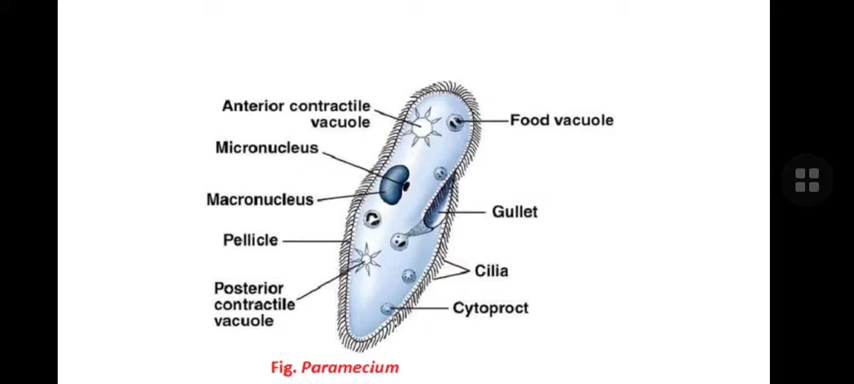 Anterior contractile
vacuole
Food vacuole
Micronucleus
Macronucleus
Gullet
Pellicle
Cilia
Posterior
contractile
vacuole
Cytoproct
Fig. Paramecium